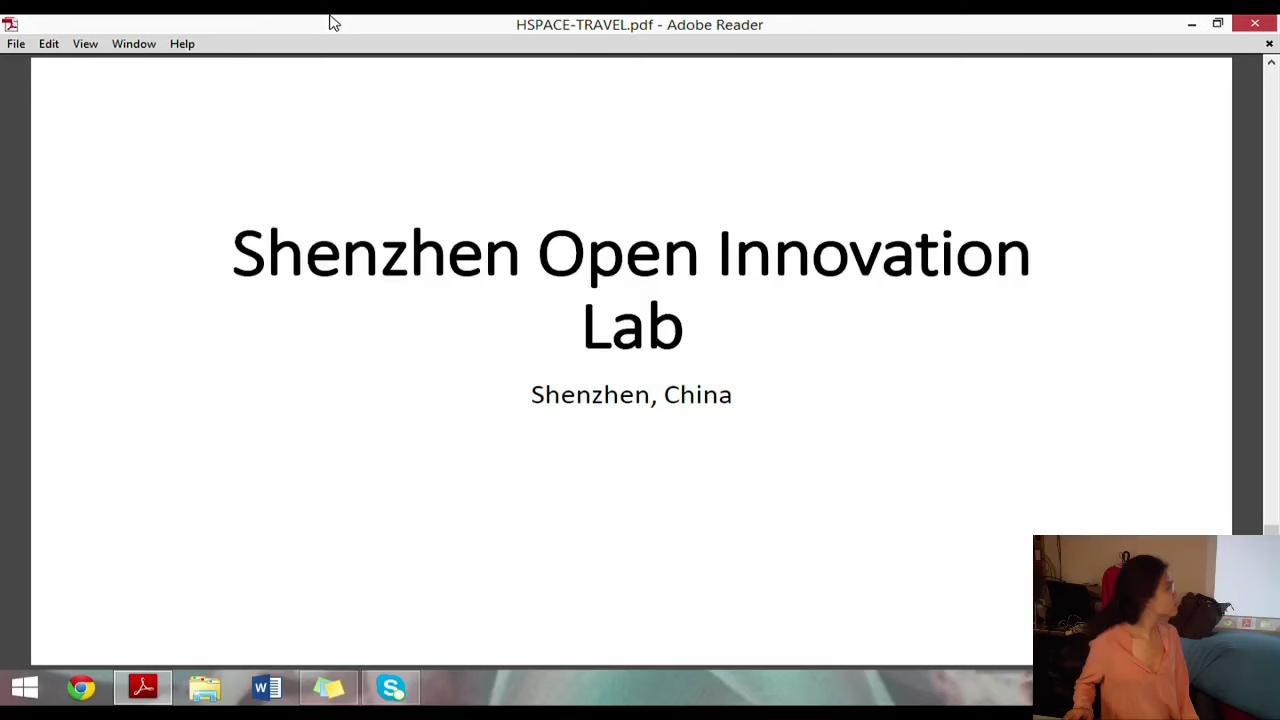 HSPACE-TRAVEL.pdf - Adobe Reader
File Edit View Window Help
Shenzhen Open Innovation
Lab
Shenzhen, China